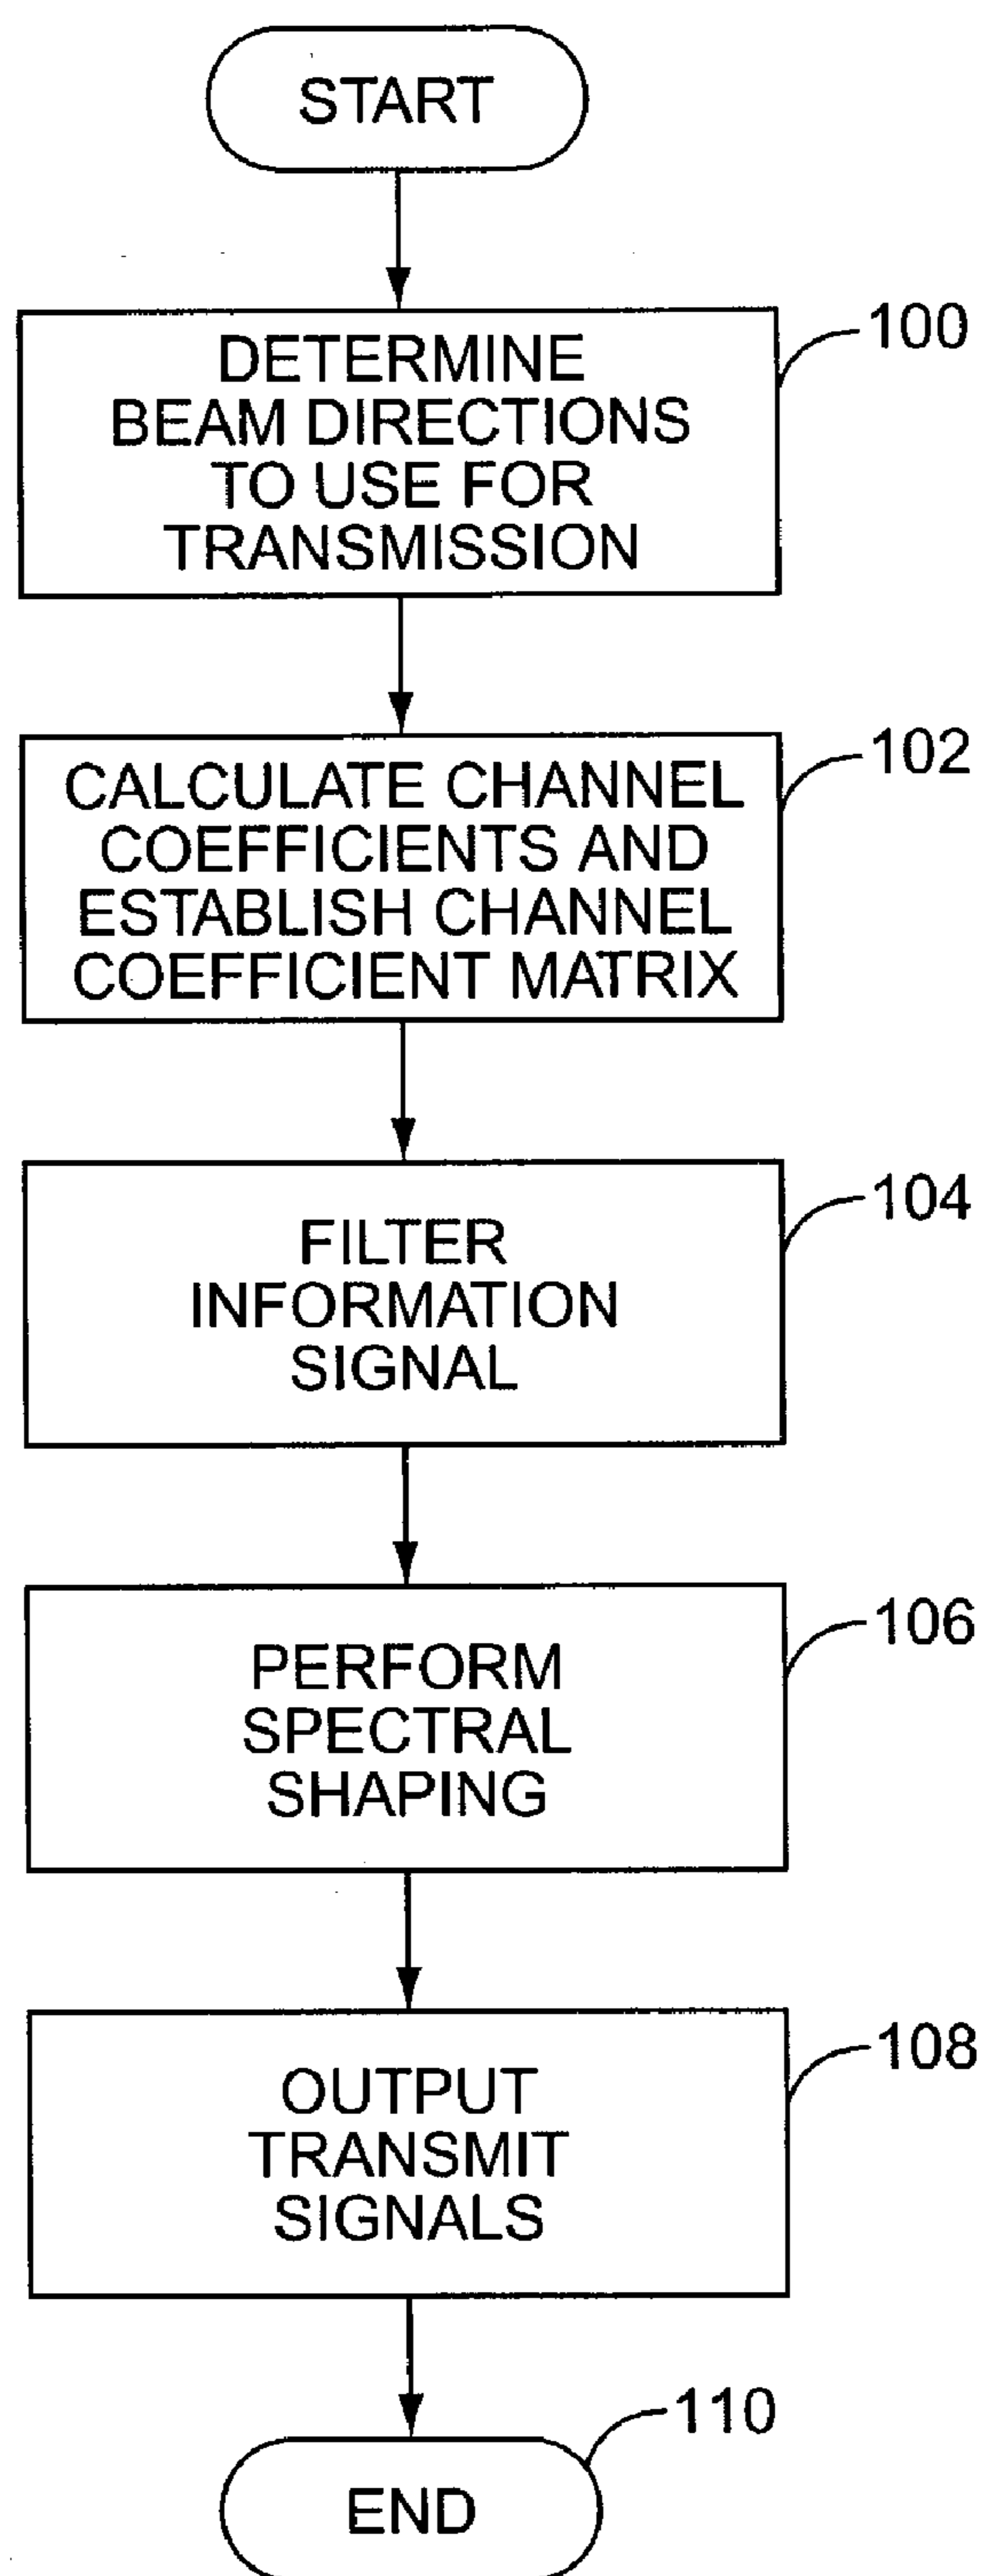 START
100
DETERMINE
BEAM DIRECTIONS
TO USE FOR
TRANSMISSION
102
CALCULATE CHANNEL
COEFFICIENTS AND
ESTABLISH CHANNEL
COEFFICIENT MATRIX
104
FILTER
INFORMATION
SIGNAL
106
PERFORM
SPECTRAL
SHAPING
108
OUTPUT
TRANSMIT
SIGNALS
110
END